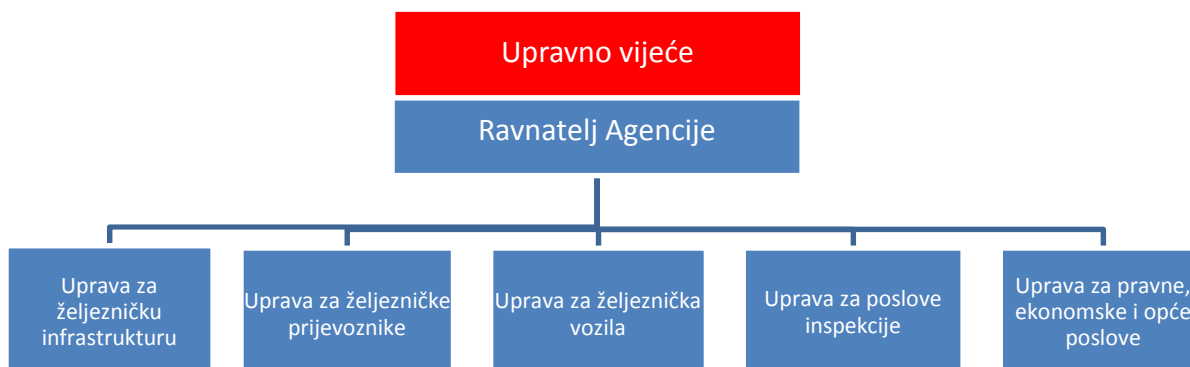 Upravno vijeće
Ravnatelj Agencije
Uprava za
željezničku
infrastrukturu
Uprava za željezničke
prijevoznike
Uprava za željeznička
vozila
Uprava za poslove
inspekcije
Uprava za pravne,
ekonomske i opće
poslove